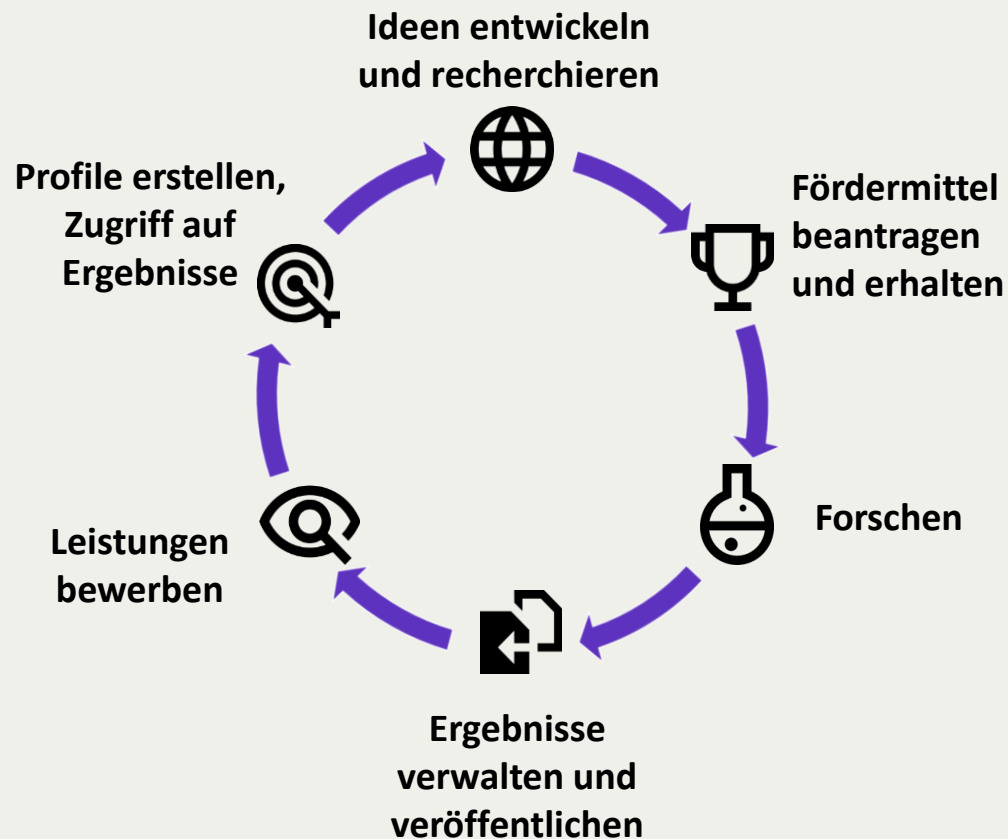 Ideen entwickeln
und recherchieren
Fördermittel
beantragen
und erhalten
Forschen
Ergebnisse
verwalten und
veröffentlichen
Leistungen
bewerben
Profile erstellen,
Zugriff auf
Ergebnisse